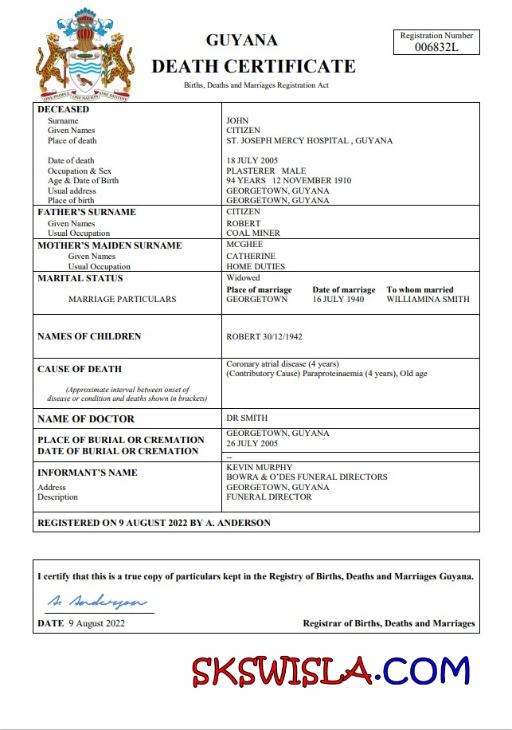 GUYANA
DEATH CERTIFICATE
Births, Deaths and Marriages Registration Act
Registration Number
006832L
DECEASED
Surname JOHN
Given Names CITIZEN
Place of death ST. JOSEPH MERCY HOSPITAL , GUYANA
Date of death 18 JULY 2005
Occupation & Sex PLASTERER MALE
Age & Date of Birth 94 YEARS 12 NOVEMBER 1910
Usual address GEORGETOWN, GUYANA
Place of birth GEORGETOWN, GUYANA
FATHER'S SURNAME CITIZEN
Given Names ROBERT
Usual Occupation COAL MINER
MOTHER'S MAIDEN SURNAME MCGHEE
Given Names CATHERINE
Usual Occupation HOME DUTIES
MARITAL STATUS Widowed
Place of marriage Date of marriage To whom married
MARRIAGE PARTICULARS GEORGETOWN 16 JULY 1940 WILLIAMINA SMITH
NAMES OF CHILDREN ROBERT 30/12/1942
CAUSE OF DEATH
Coronary atrial disease (4 years)
(Contributory Cause) Paraproteinaemia (4 years), Old age
(Approximate interval between onset of
disease or condition and deaths shown in brackets)
NAME OF DOCTOR DR SMITH
PLACE OF BURIAL OR CREMATION GEORGETOWN, GUYANA
DATE OF BURIAL OR CREMATION 26 JULY 2005
--
INFORMANT'S NAME KEVIN MURPHY
BOWRA & O'DES FUNERAL DIRECTORS
Address GEORGETOWN, GUYANA
Description FUNERAL DIRECTOR
REGISTERED ON 9 AUGUST 2022 BY A. ANDERSON
I certify that this is a true copy of particulars kept in the Registry of Births, Deaths and Marriages Guyana.
A. Anderson
DATE 9 August 2022 Registrar of Births, Deaths and Marriages
SKSWISLA.COM